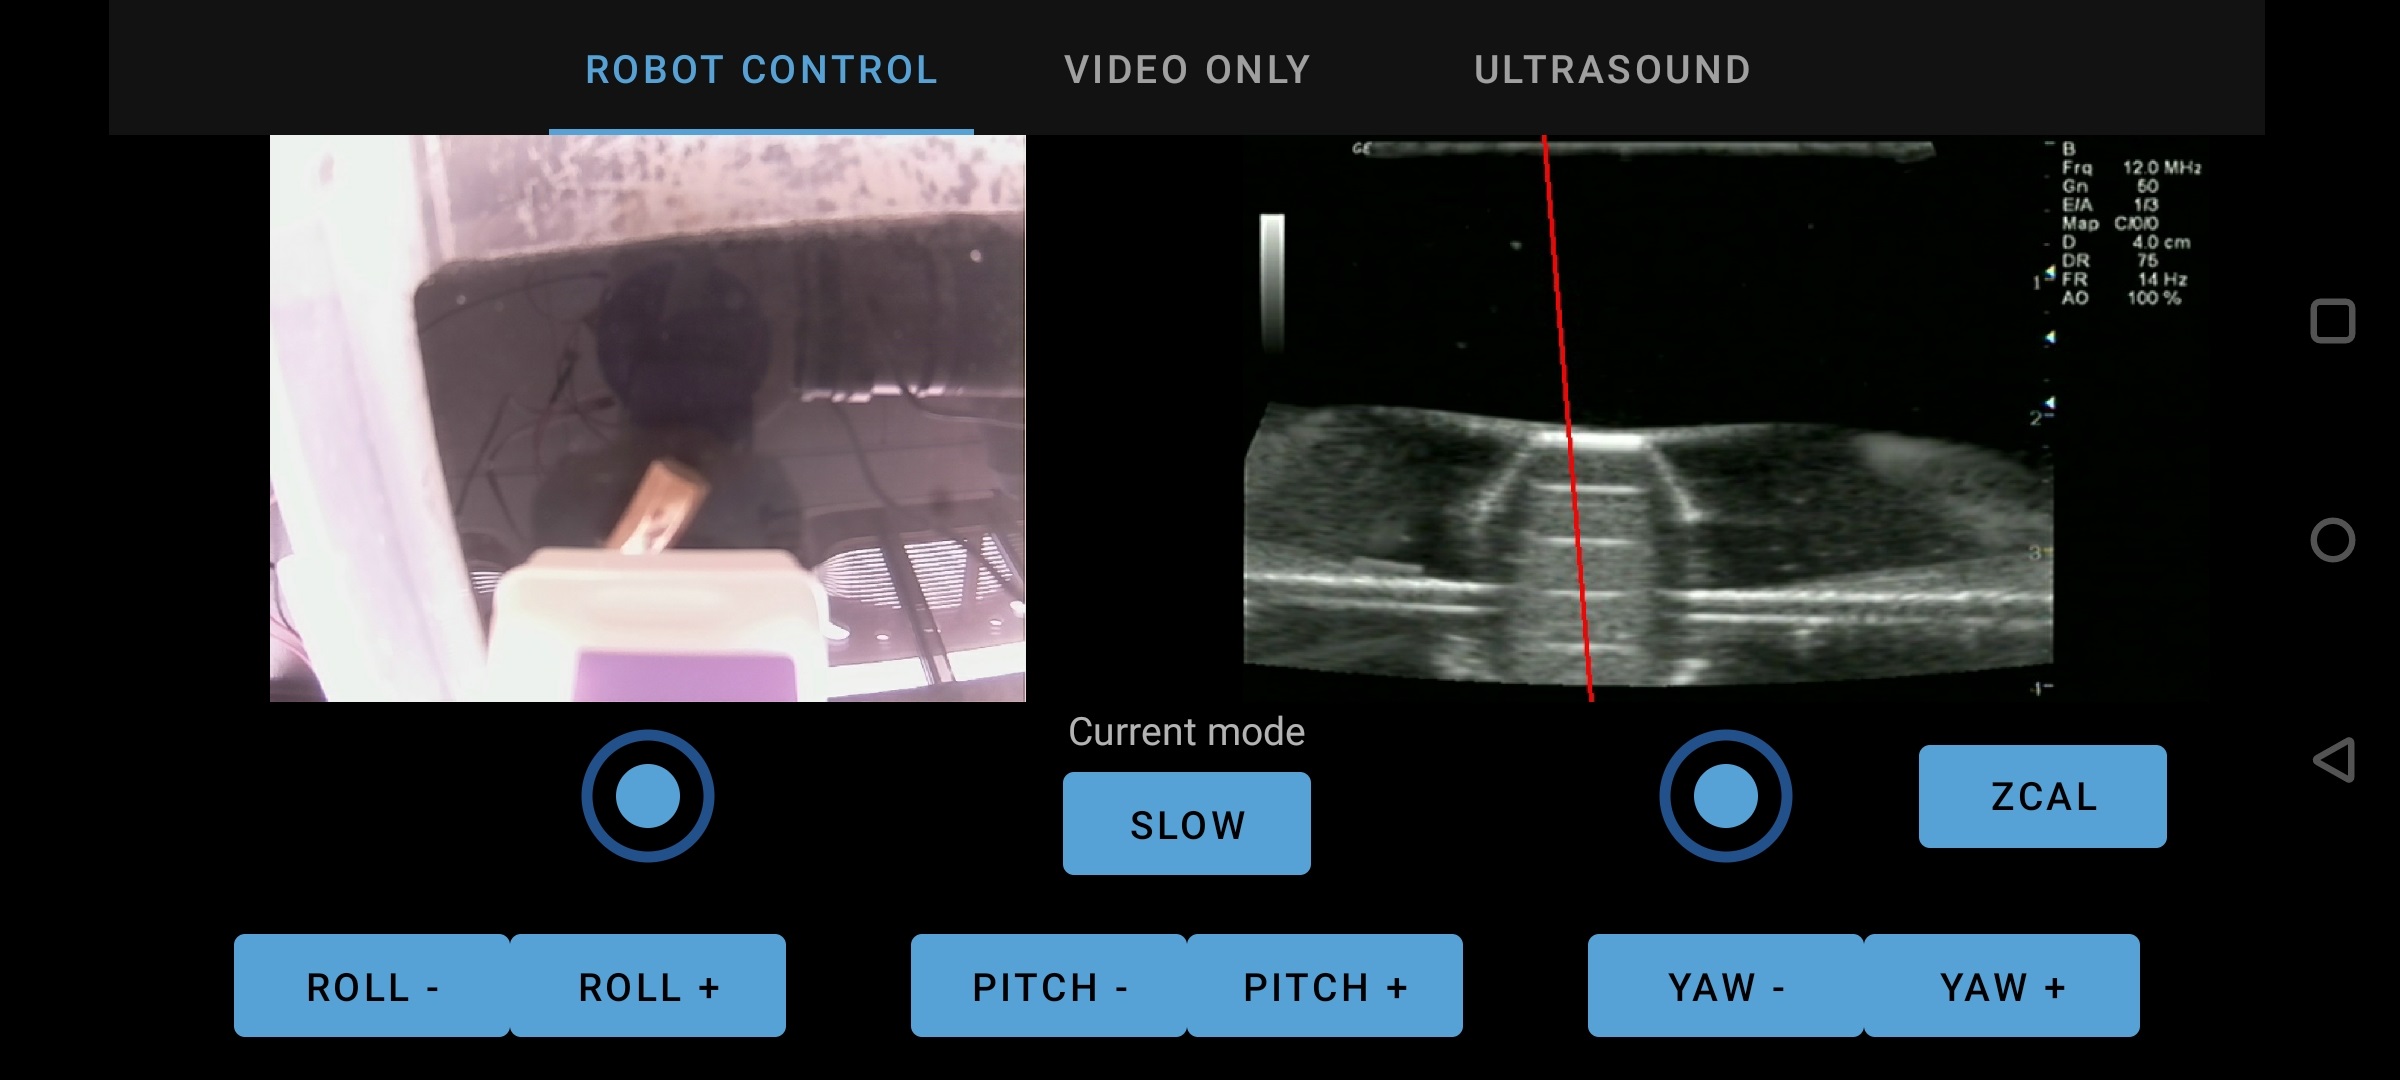 ROBOT CONTROL
VIDEO ONLY
ULTRASOUND
GE
B
Frq 12.0 MHz
Gn 50
E/A 1/3
Map C/0/0
D 4.0 cm
DR 75
FR 14 Hz
AO 100 %
1
2
3
Current mode
SLOW
ZCAL
ROLL -
ROLL +
PITCH -
PITCH +
YAW -
YAW +